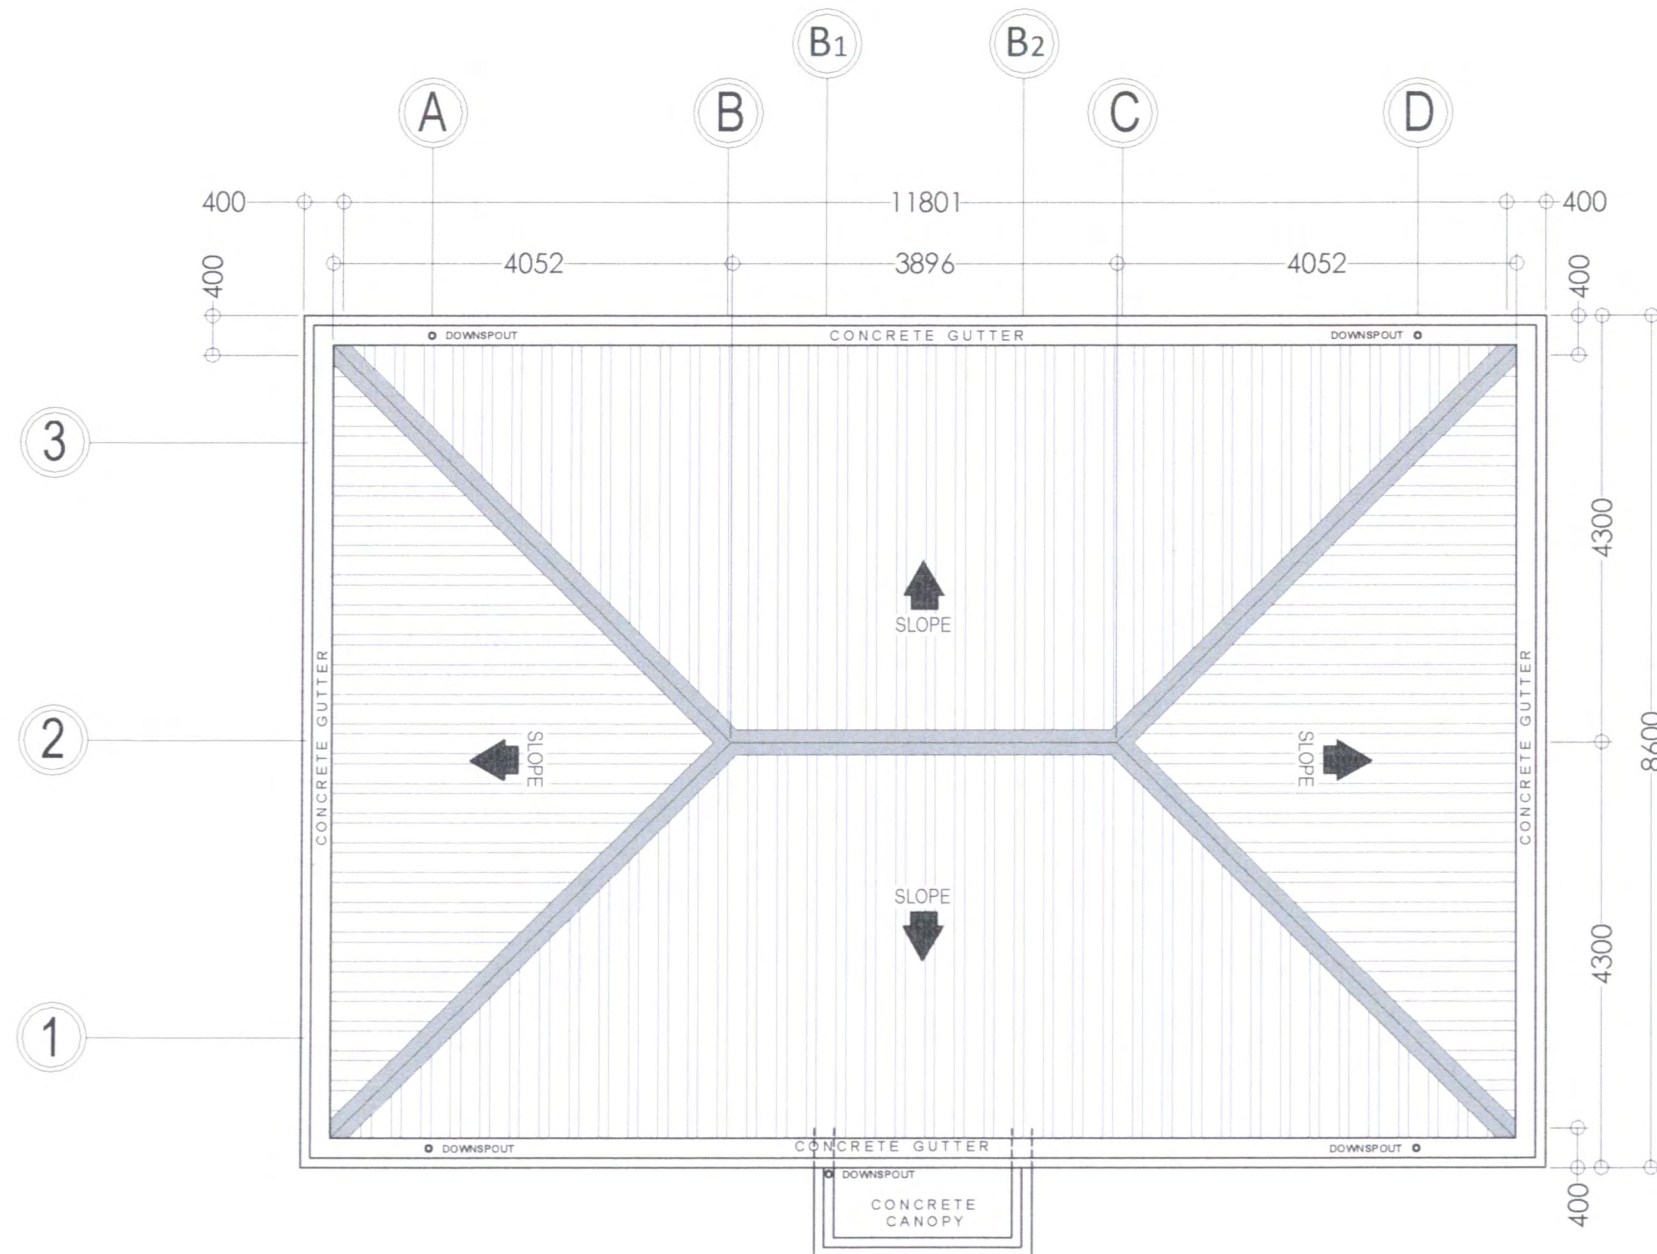 B1
B2
A
B
C
D
400
11801
400
400
4052
3896
4052
400
DOWNSPOUT
CONCRETE GUTTER
DOWNSPOUT
3
4300
SLOPE
CONCRETE GUTTER
CONCRETE GUTTER
2
SLOPE
SLOPE
8600
SLOPE
4300
1
DOWNSPOUT
CONCRETE GUTTER
DOWNSPOUT
DOWNSPOUT
400
CONCRETE
CANOPY